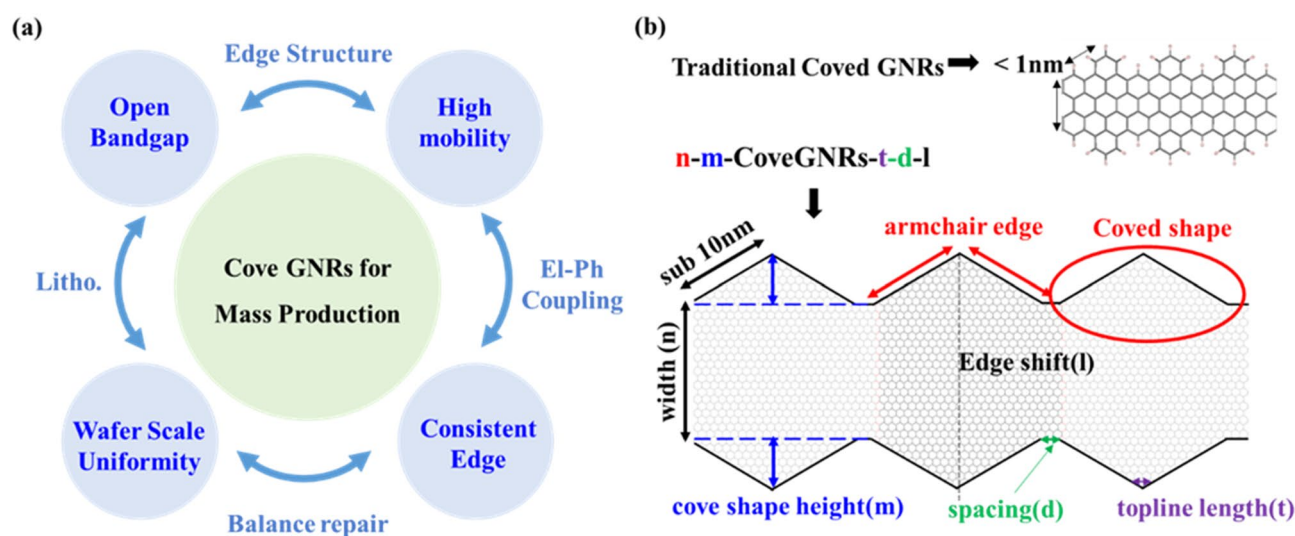 (a)
Edge Structure
Open
Bandgap
High
mobility
Cove GNRs for
Mass Production
Litho.
El-Ph
Coupling
Wafer Scale
Uniformity
Consistent
Edge
Balance repair
(b)
Traditional Coved GNRs
< 1nm
n-m-CoveGNRs-t-d-l
sub 10nm
armchair edge
Coved shape
width (n)
Edge shift(l)
cove shape height(m)
spacing(d)
topline length(t)